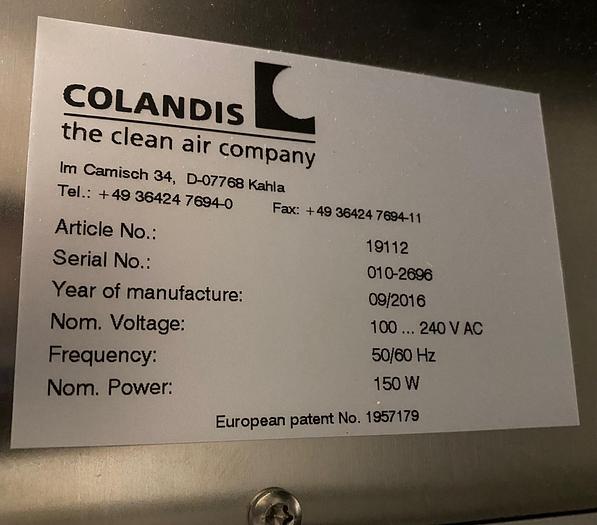 COLANDIS
the clean air company
Im Camisch 34, D-07768 Kahla
Tel.: +49 36424 7694-0 Fax: +49 36424 7694-11
Article No.: 19112
Serial No.: 010-2696
Year of manufacture: 09/2016
Nom. Voltage: 100 ... 240 V AC
Frequency: 50/60 Hz
Nom. Power: 150 W
European patent No. 1957179